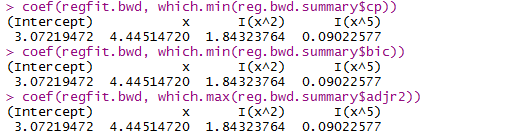 > coef(regfit.bwd, which.min(reg.bwd.summary$cp))
(Intercept) x I(x^2) I(x^5)
3.07219472 4.44514720 1.84323764 0.09022577
> coef(regfit.bwd, which.min(reg.bwd.summary$bic))
(Intercept) x I(x^2) I(x^5)
3.07219472 4.44514720 1.84323764 0.09022577
> coef(regfit.bwd, which.max(reg.bwd.summary$adjr2))
(Intercept) x I(x^2) I(x^5)
3.07219472 4.44514720 1.84323764 0.09022577